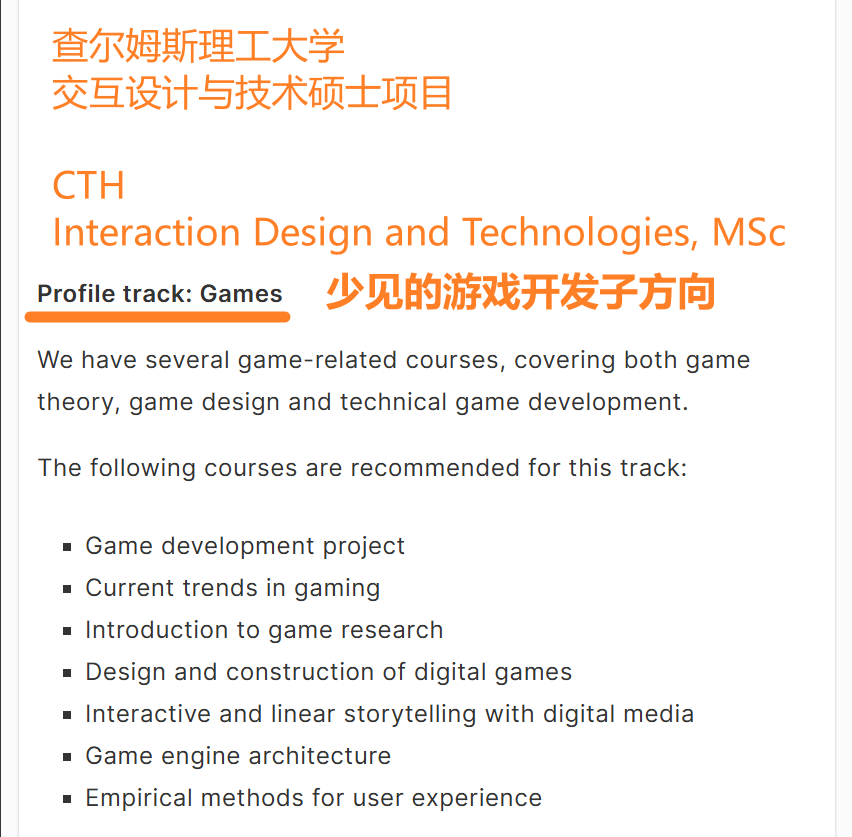 查尔姆斯理工大学
交互设计与技术硕士项目
CTH
Interaction Design and Technologies, MSc
Profile track: Games 少见的游戏开发子方向
We have several game-related courses, covering both game
theory, game design and technical game development.
The following courses are recommended for this track:
▪ Game development project
▪ Current trends in gaming
▪ Introduction to game research
▪ Design and construction of digital games
▪ Interactive and linear storytelling with digital media
▪ Game engine architecture
▪ Empirical methods for user experience